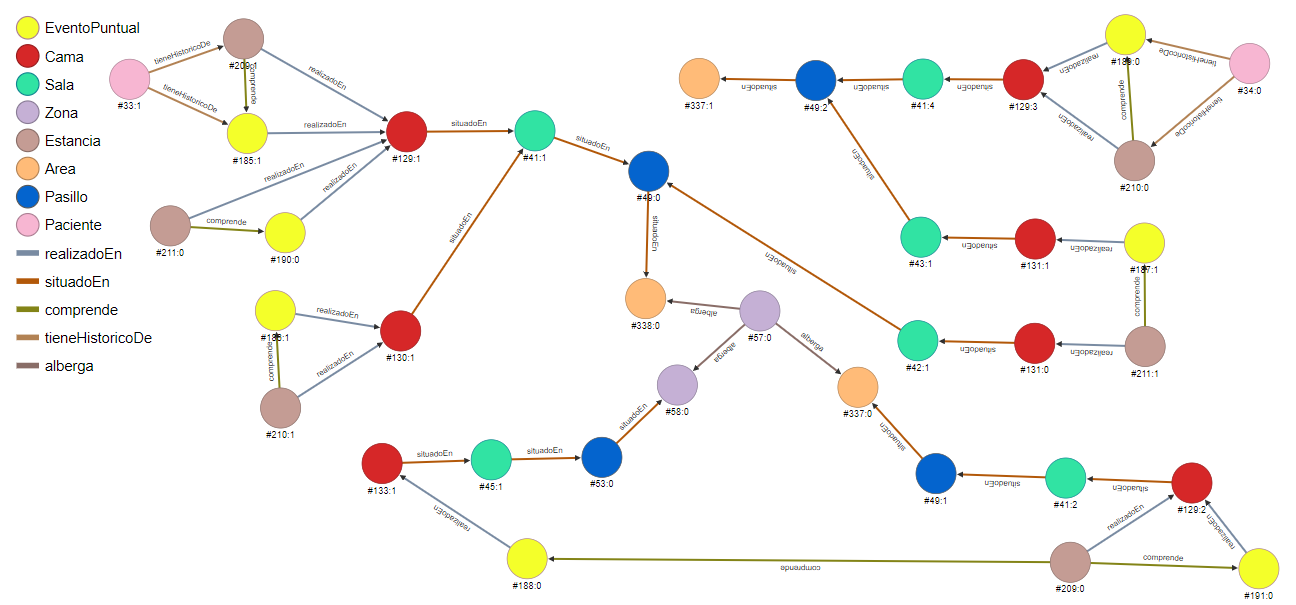 EventoPuntual
Cama
Sala
Zona
Estancia
Area
Pasillo
Paciente
realizadoEn
situadoEn
comprende
tieneHistoricoDe
alberga
#33:1
tieneHistoricoDe
tieneHistoricoDe
#209:1
comprende
realizadoEn
#185:1
realizadoEn
#129:1
situadoEn
#41:1
situadoEn
#49:0
situadoEn
#338:0
#211:0
comprende
realizadoEn
#190:0
realizadoEn
situadoEn
realizadoEn
#130:1
comprende
realizadoEn
#210:1
#337:1
situadoEn
#49:2
situadoEn
#41:4
situadoEn
#129:3
realizadoEn
#189:0
tieneHistoricoDe
#34:0
tieneHistoricoDe
comprende
realizadoEn
#210:0
situadoEn
#43:1
situadoEn
#131:1
realizadoEn
#187:1
comprende
situadoEn
#42:1
situadoEn
#131:0
realizadoEn
#211:1
alberga
#57:0
alberga
alberga
#58:0
#337:0
situadoEn
#133:1
situadoEn
#45:1
situadoEn
#53:0
situadoEn
#49:1
situadoEn
#41:2
situadoEn
#129:2
realizadoEn
#188:0
comprende
#209:0
realizadoEn
comprende
realizadoEn
#191:0